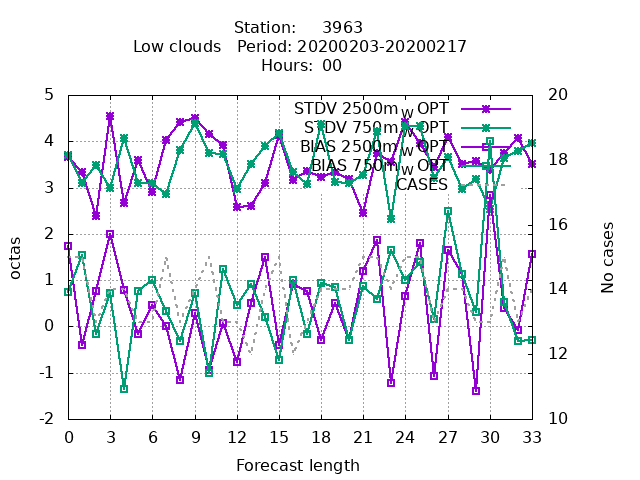 Station: 3963
Low clouds Period: 20200203-20200217
Hours: 00
STDV 2500m_w OPT
STDV 750m_w OPT
BIAS 2500m_w OPT
BIAS 750m_w OPT
CASES
5
4
3
2
1
0
-1
-2
octas
20
18
16
14
12
10
No cases
0 3 6 9 12 15 18 21 24 27 30 33
Forecast length